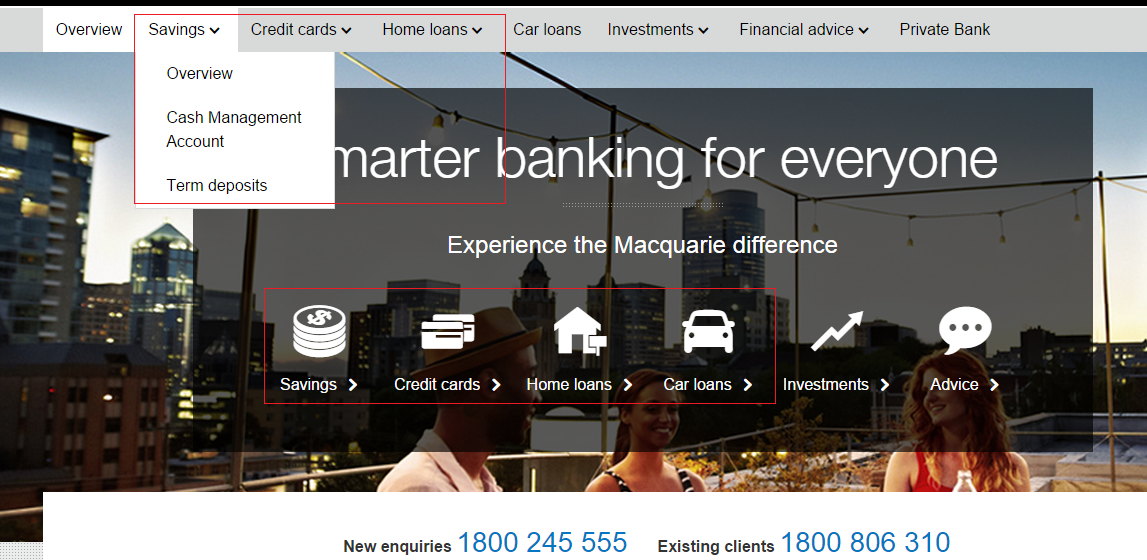 Overview Savings Credit cards Home loans Car loans Investments Financial advice Private Bank
Overview
Cash Management
Account
Term deposits
marter banking for everyone
Experience the Macquarie difference
Savings Credit cards Home loans Car loans Investments Advice
New enquiries 1800 245 555 Existing clients 1800 806 310